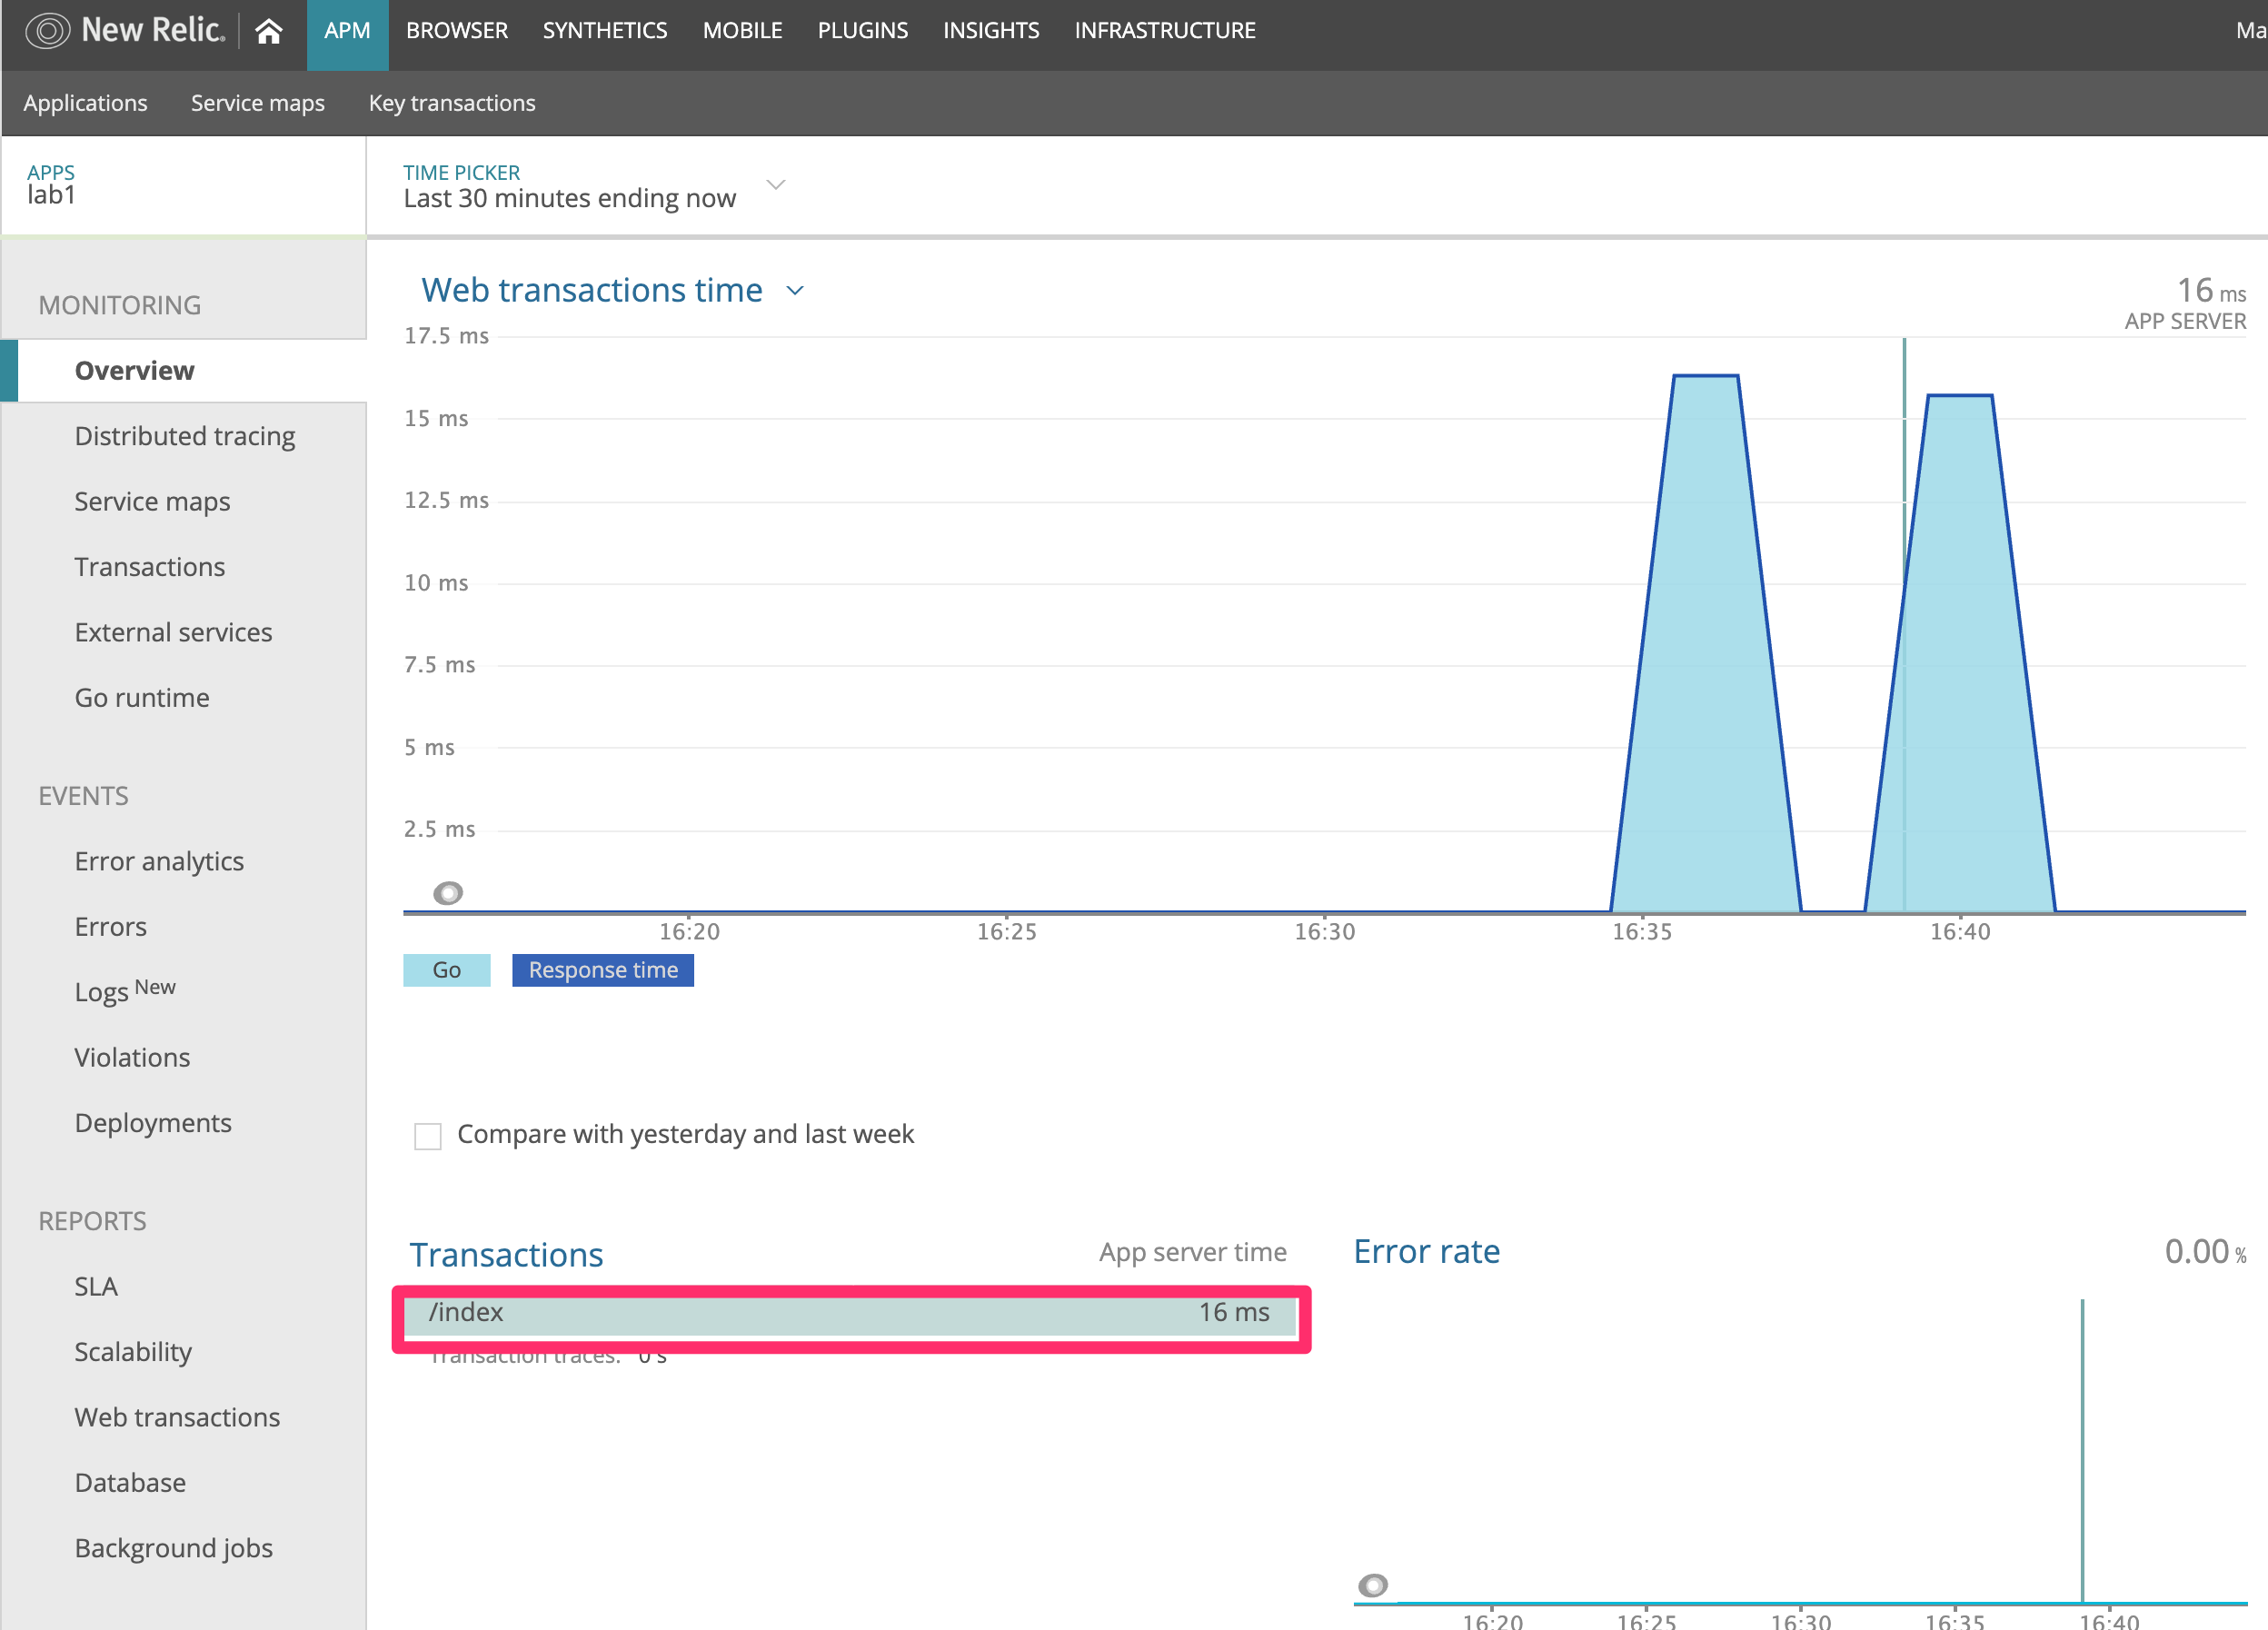 New Relic.
APM BROWSER SYNTHETICS MOBILE PLUGINS INSIGHTS INFRASTRUCTURE Ma
Applications Service maps Key transactions
APPS
lab1
TIME PICKER
Last 30 minutes ending now
MONITORING
Overview
Distributed tracing
Service maps
Transactions
External services
Go runtime
EVENTS
Error analytics
Errors
Logs New
Violations
Deployments
REPORTS
SLA
Scalability
Web transactions
Database
Background jobs
Web transactions time
16 ms
APP SERVER
17.5 ms
15 ms
12.5 ms
10 ms
7.5 ms
5 ms
2.5 ms
16:20 16:25 16:30 16:35 16:40
Go Response time
Compare with yesterday and last week
Transactions App server time
/index 16 ms
Transaction traces: 0 s
Error rate 0.00 %
16:20 16:25 16:30 16:35 16:40